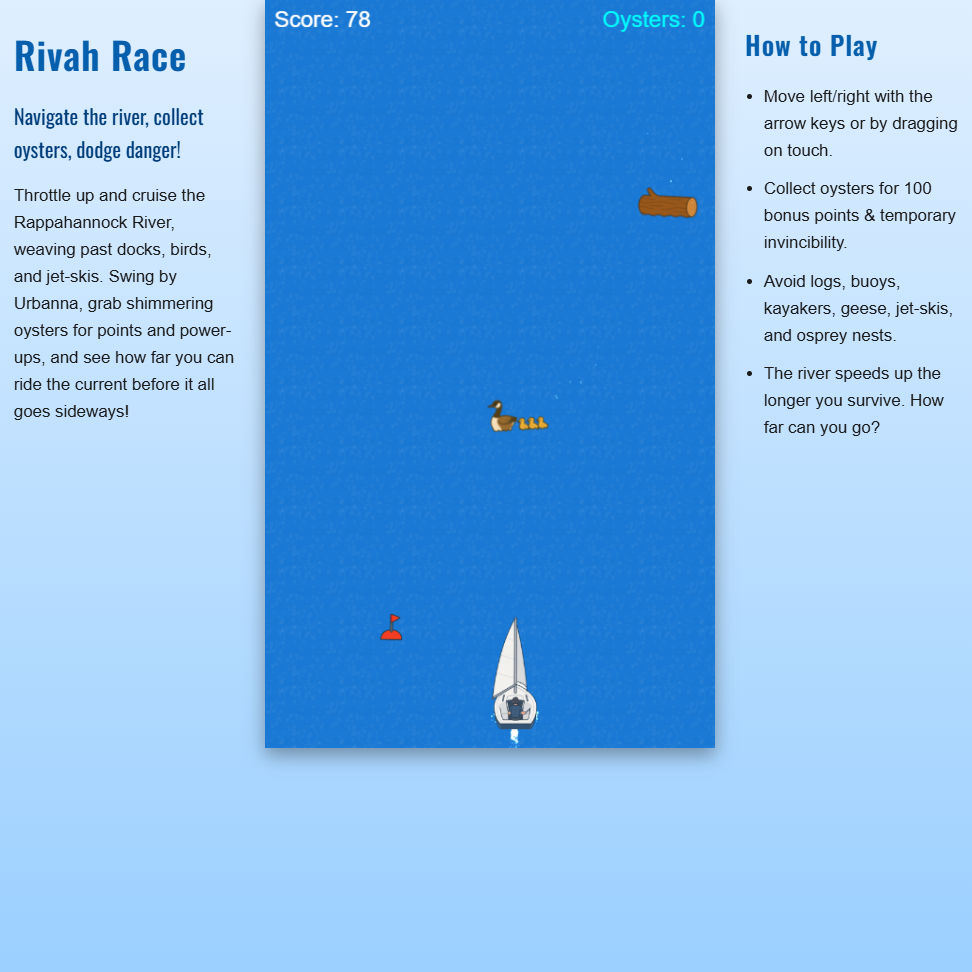 Rivah Race
Navigate the river, collect
oysters, dodge danger!
Throttle up and cruise the
Rappahannock River,
weaving past docks, birds,
and jet-skis. Swing by
Urbanna, grab shimmering
oysters for points and power-
ups, and see how far you can
ride the current before it all
goes sideways!
Score: 78
Oysters: 0
How to Play
• Move left/right with the
arrow keys or by dragging
on touch.
• Collect oysters for 100
bonus points & temporary
invincibility.
• Avoid logs, buoys,
kayakers, geese, jet-skis,
and osprey nests.
• The river speeds up the
longer you survive. How
far can you go?